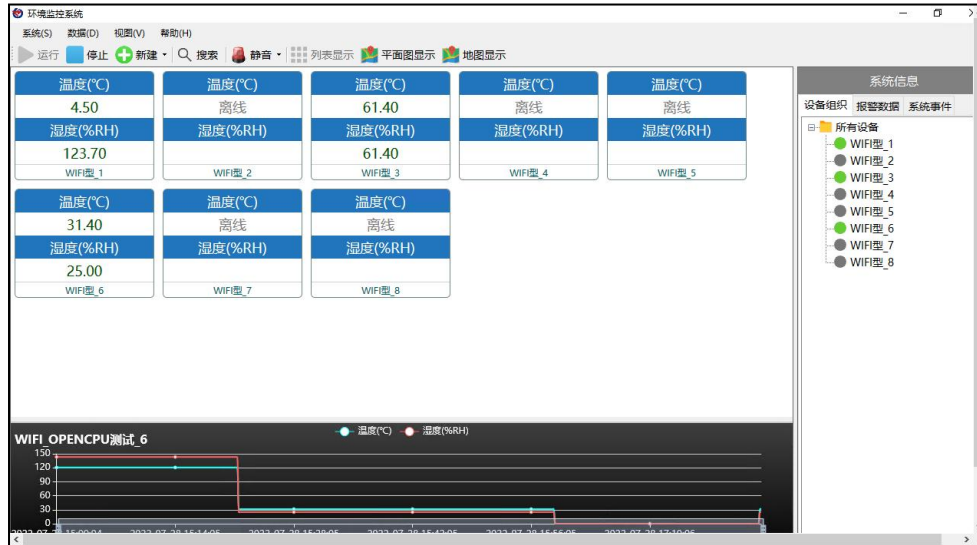 环境监控系统
系统(S) 数据(D) 视图(V) 帮助(H)
运行 停止 新建 搜索 静音 列表显示 平面图显示 地图显示
温度(℃) 温度(℃) 温度(℃) 温度(℃) 温度(℃)
4.50 离线 61.40 离线 离线
湿度(%RH) 湿度(%RH) 湿度(%RH) 湿度(%RH) 湿度(%RH)
123.70 61.40
WIFI型_1 WIFI型_2 WIFI型_3 WIFI型_4 WIFI型_5
温度(℃) 温度(℃) 温度(℃)
31.40 离线 离线
湿度(%RH) 湿度(%RH) 湿度(%RH)
25.00
WIFI型_6 WIFI型_7 WIFI型_8
系统信息
设备组织 报警数据 系统事件
所有设备
WIFI型_1
WIFI型_2
WIFI型_3
WIFI型_4
WIFI型_5
WIFI型_6
WIFI型_7
WIFI型_8
温度(℃) 湿度(%RH)
WIFI_OPENCPU测试_6
150
120
90
60
30
0